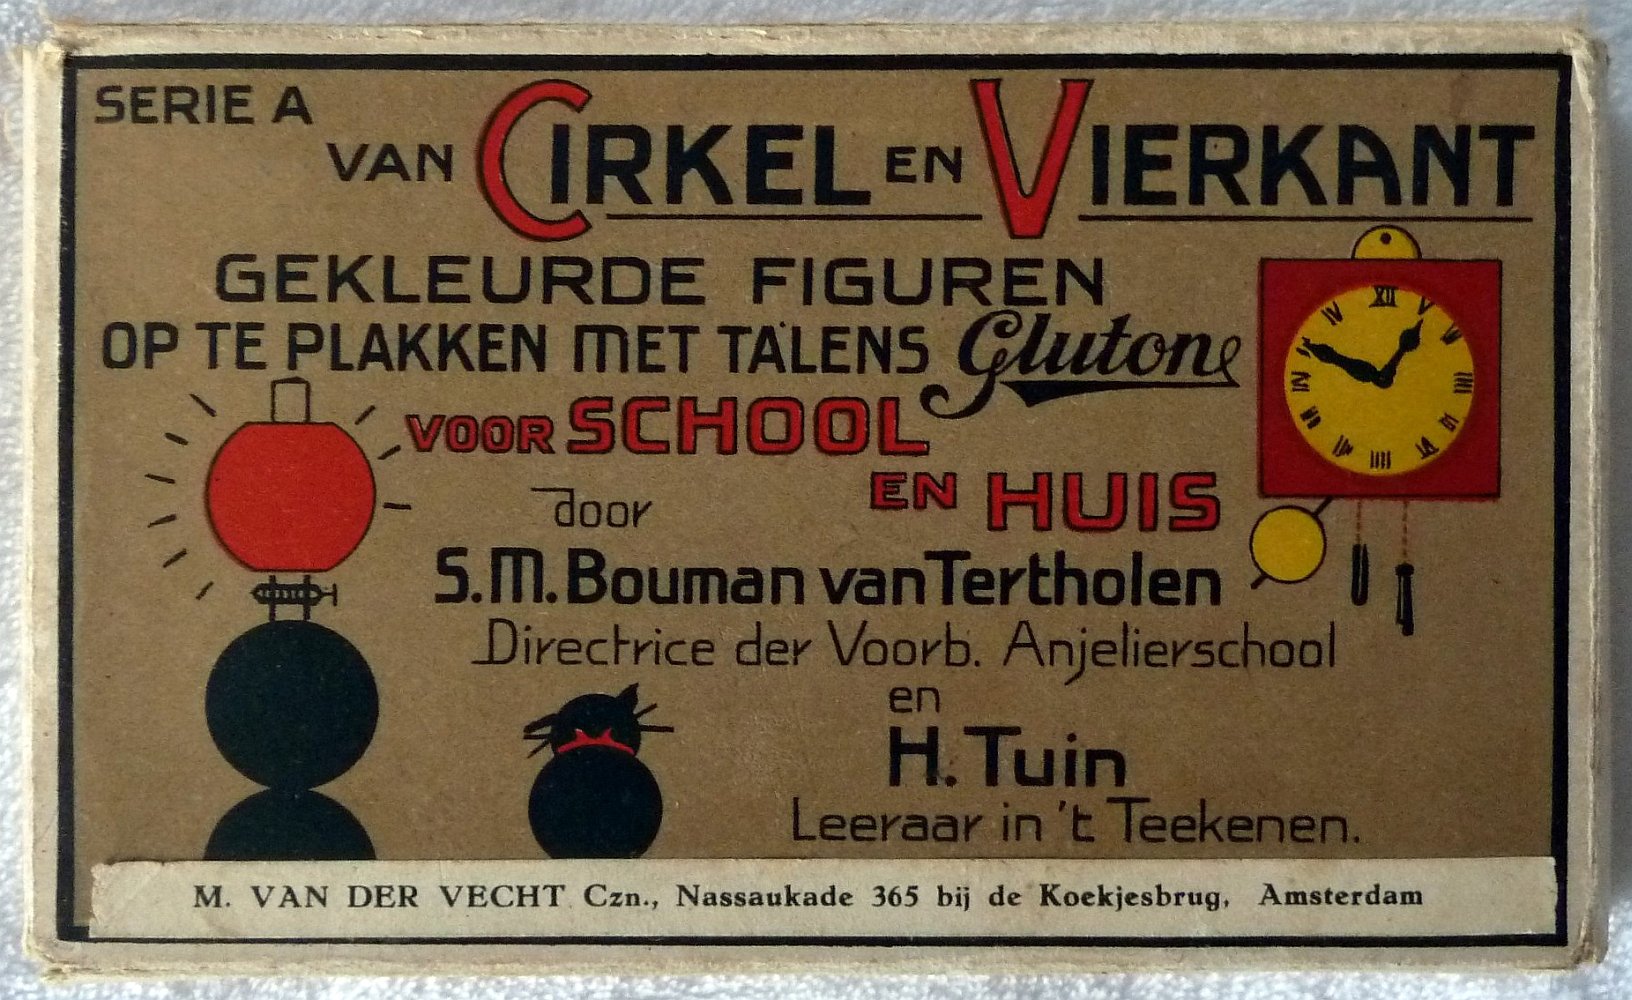 SERIE A
VAN CIRKEL EN VIERKANT
GEKLEURDE FIGUREN
OP TE PLAKKEN MET TALENS Glutone
VOOR SCHOOL
EN HUIS
door
S.M. Bouman van Tertholen
Directrice der Voorb. Anjelierschool
en
H. Tuin
Leeraar in 't Teekenen.
M. VAN DER VECHT Czn., Nassaukade 365 bij de Koekjesbrug, Amsterdam